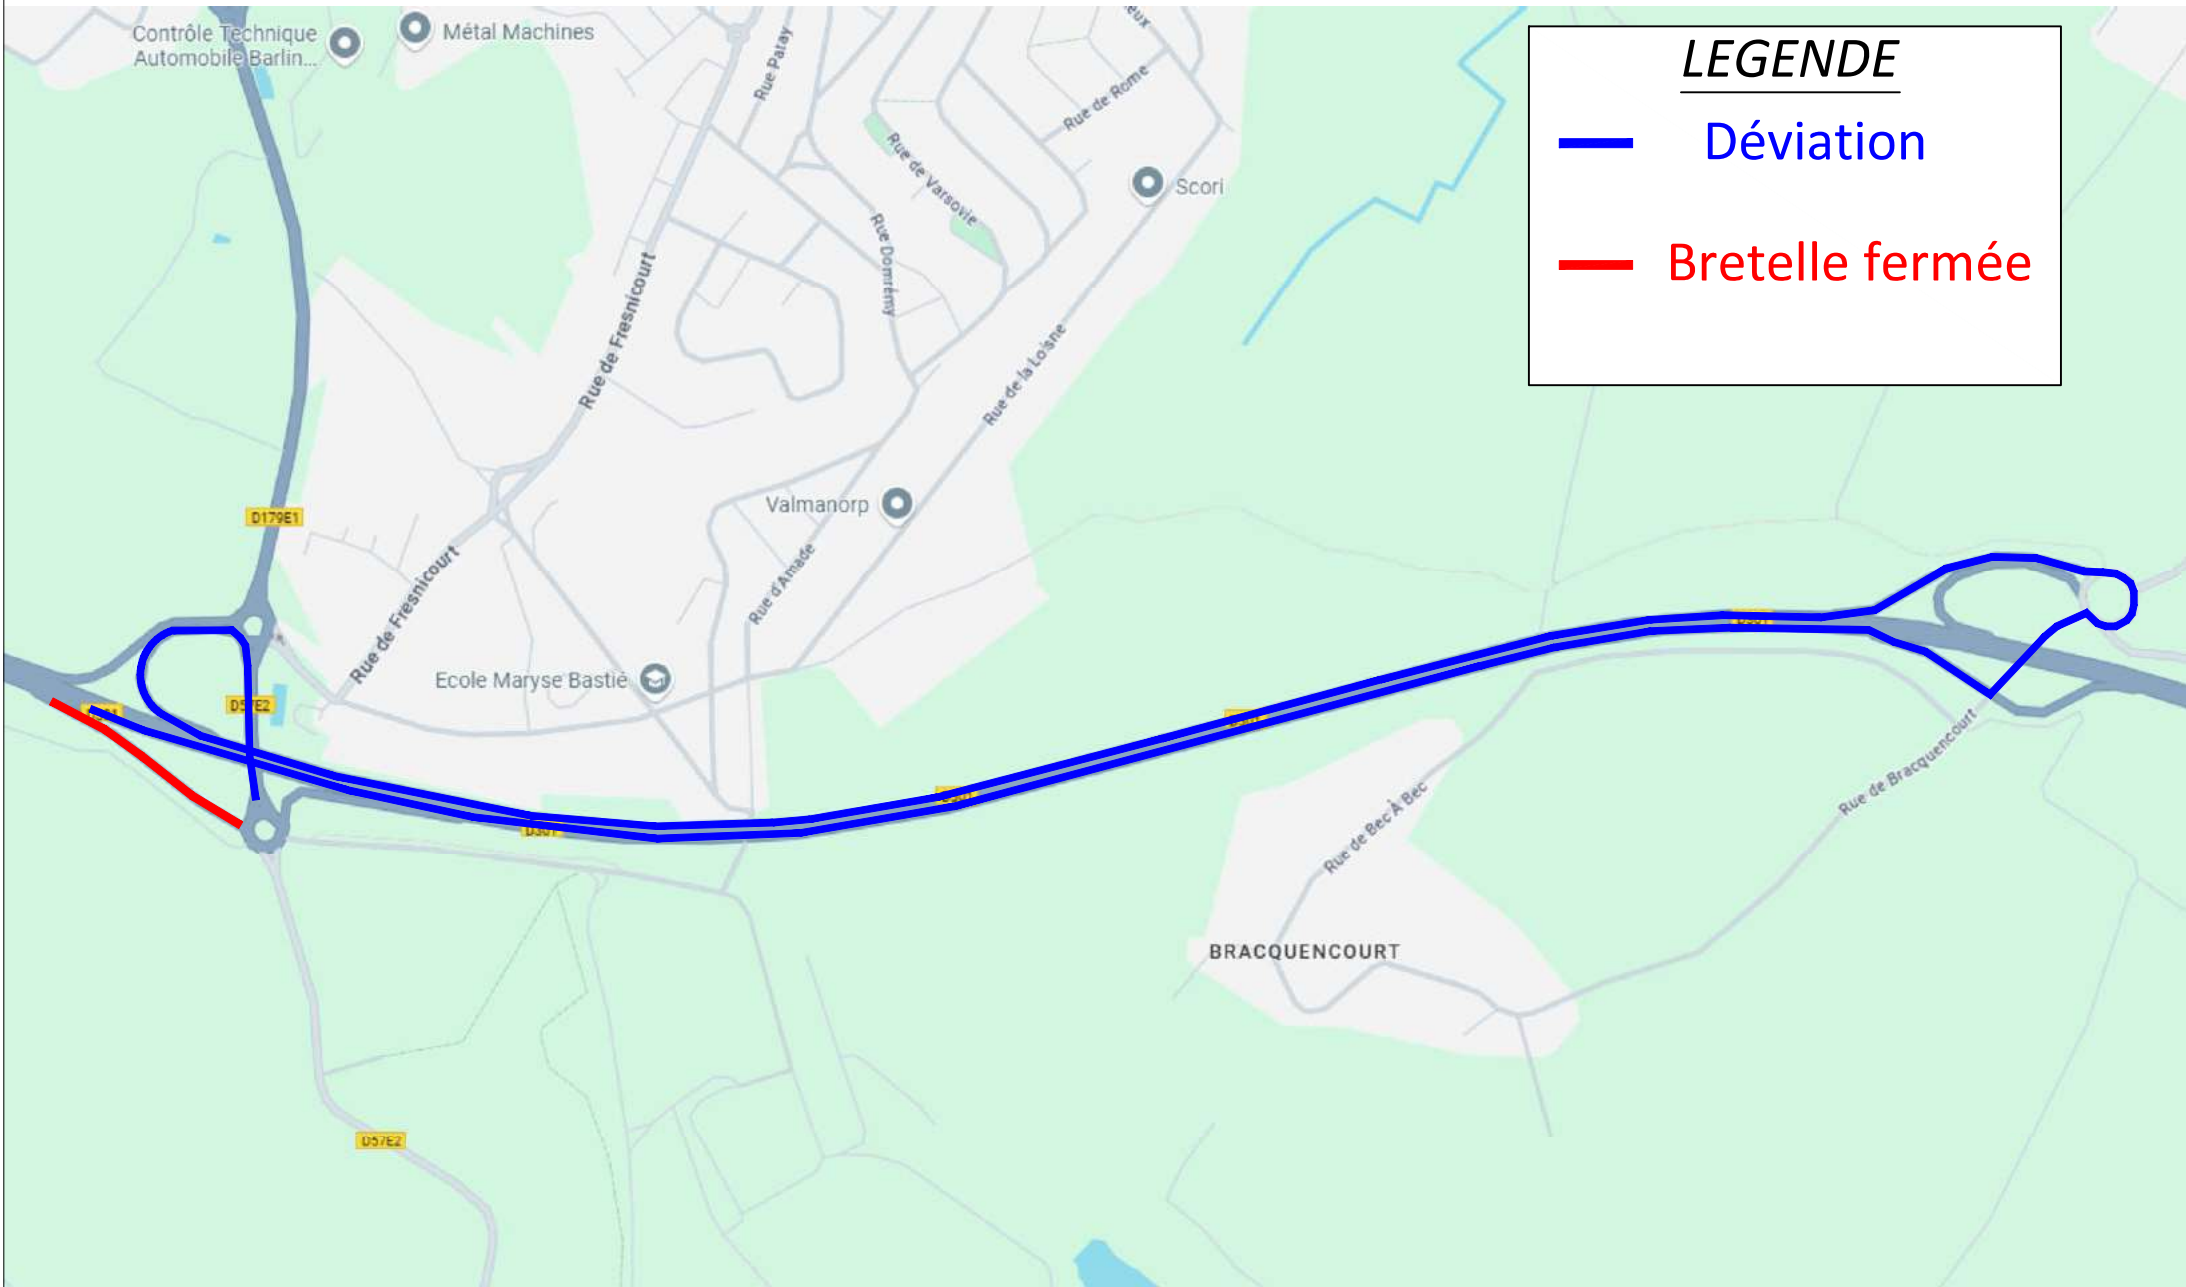 Contrôle Technique
Automobile Barlin...
Métal Machines
Rue Patay
Rue de Rome
Rue de Varsovie
Scori
Rue Domrémy
Rue de Fresnicourt
Rue de la Loisne
LEGENDE
Déviation
Bretelle fermée
Valmanorp
D179E1
Rue d'Amade
Rue de Fresnicourt
Ecole Maryse Bastié
D57E2
D301
Rue de Bracquencourt
Rue de Bec À Bec
BRACQUENCOURT
D57E2